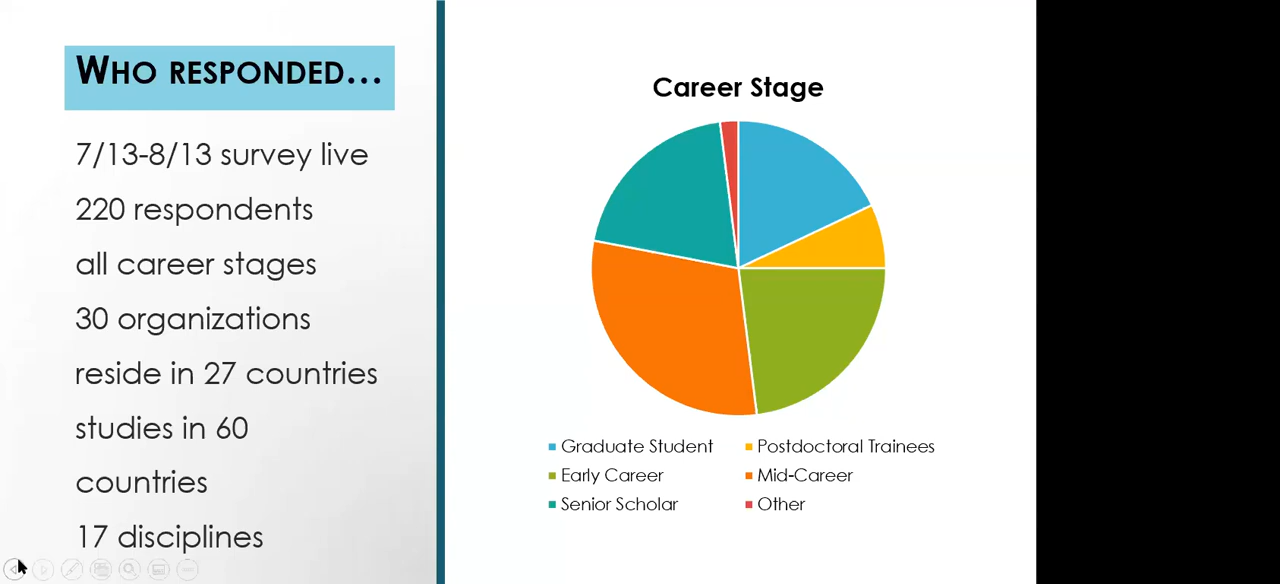 WHO RESPONDED…
7/13-8/13 survey live
220 respondents
all career stages
30 organizations
reside in 27 countries
studies in 60
countries
17 disciplines
Career Stage
Graduate Student
Postdoctoral Trainees
Early Career
Mid-Career
Senior Scholar
Other